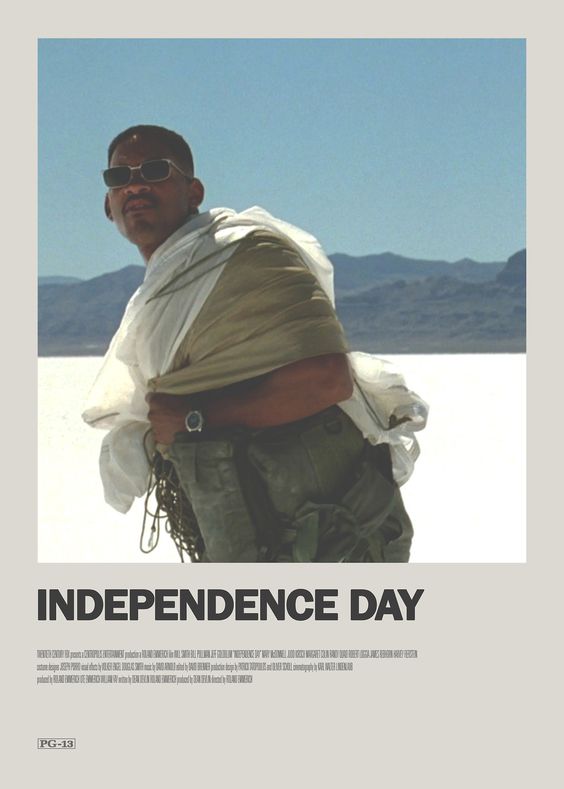 INDEPENDENCE DAY
TWENTIETH CENTURY FOX presents a CENTROPOLIS ENTERTAINMENT production a ROLAND EMMERICH film WILL SMITH BILL PULLMAN JEFF GOLDBLUM "INDEPENDENCE DAY" MARY McDONNELL JUDD HIRSCH MARGARET COLIN RANDY QUAID ROBERT LOGGIA JAMES REBHORN HARVEY FIERSTEIN
costume designer JOSEPH PORRO visual effects by VOLKER ENGEL DOUGLAS SMITH music by DAVID ARNOLD edited by DAVID BRENNER production design by PATRICK TATOPOULOS and OLIVER SCHOLL cinematography by KARL WALTER LINDENLAUB
produced by ROLAND EMMERICH UTE EMMERICH WILLIAM FAY written by DEAN DEVLIN ROLAND EMMERICH produced by DEAN DEVLIN directed by ROLAND EMMERICH
PG-13